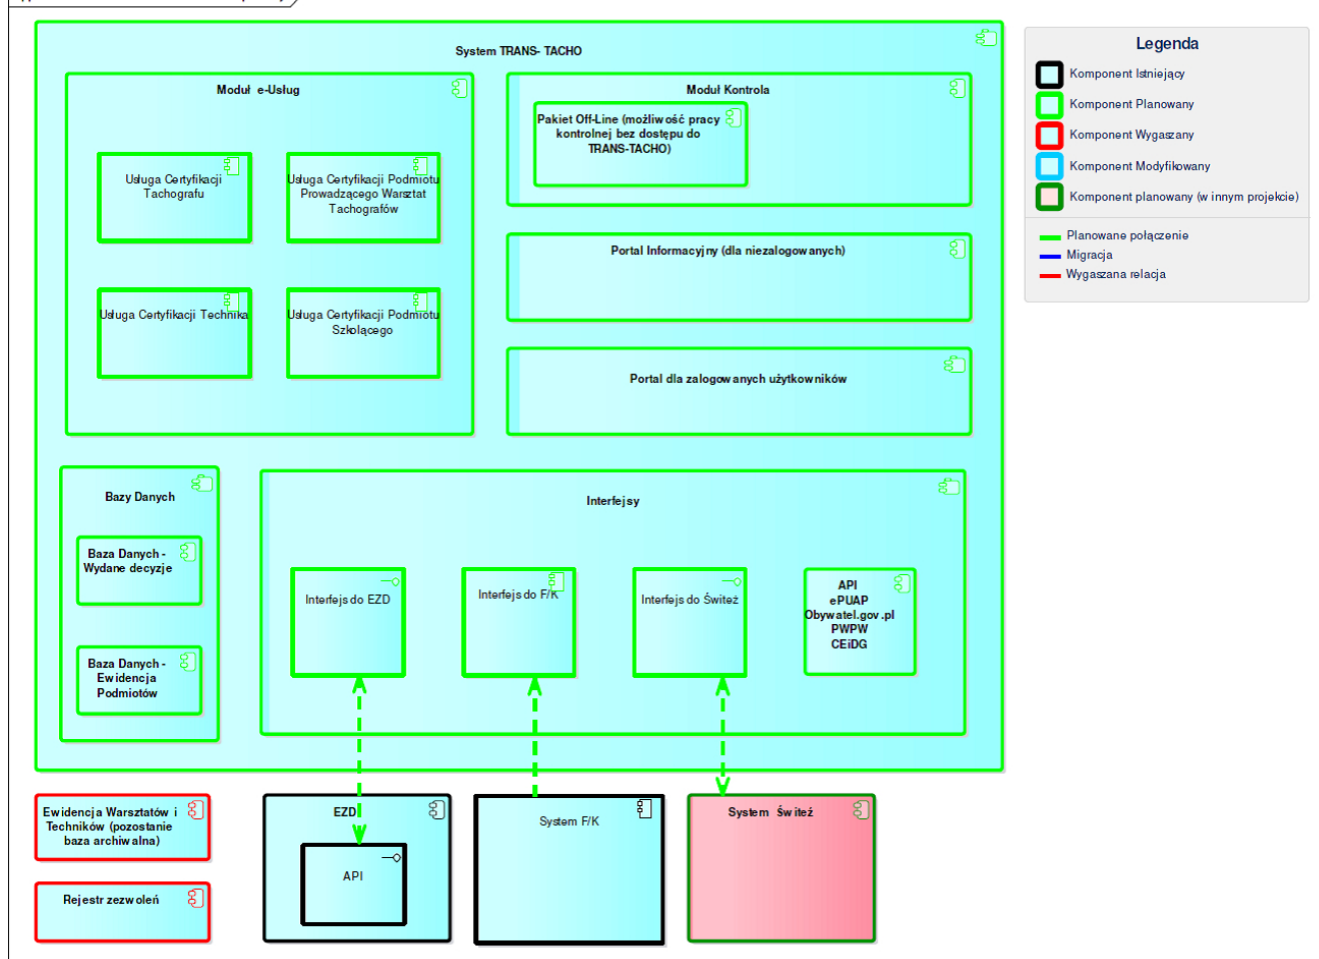 System TRANS- TACHO
Moduł e-Usług
Usługa Certyfikacji
Tachografu
Usługa Certyfikacji Podmiotu
Prowadzącego Warsztat
Tachografów
Usługa Certyfikacji Technika
Usługa Certyfikacji Podmiotu
Szkolącego
Moduł Kontrola
Pakiet Off-Line (możliwość pracy
kontrolnej bez dostępu do
TRANS-TACHO)
Portal Informacyjny (dla niezalogowanych)
Portal dla zalogowanych użytkowników
Bazy Danych
Baza Danych -
Wydane decyzje
Baza Danych -
Ewidencja
Podmiotów
Interfejsy
Interfejs do EZD
Interfejs do F/K
Interfejs do Świteź
API
ePUAP
Obywatel.gov.pl
PWPW
CEiDG
Ewidencja Warsztatów i
Techników (pozostanie
baza archiwalna)
Rejestr zezwoleń
EZD
API
System F/K
System Świteź
Legenda
Komponent Istniejący
Komponent Planowany
Komponent Wygaszany
Komponent Modyfikowany
Komponent planowany (w innym projekcie)
Planowane połączenie
Migracja
Wygaszana relacja